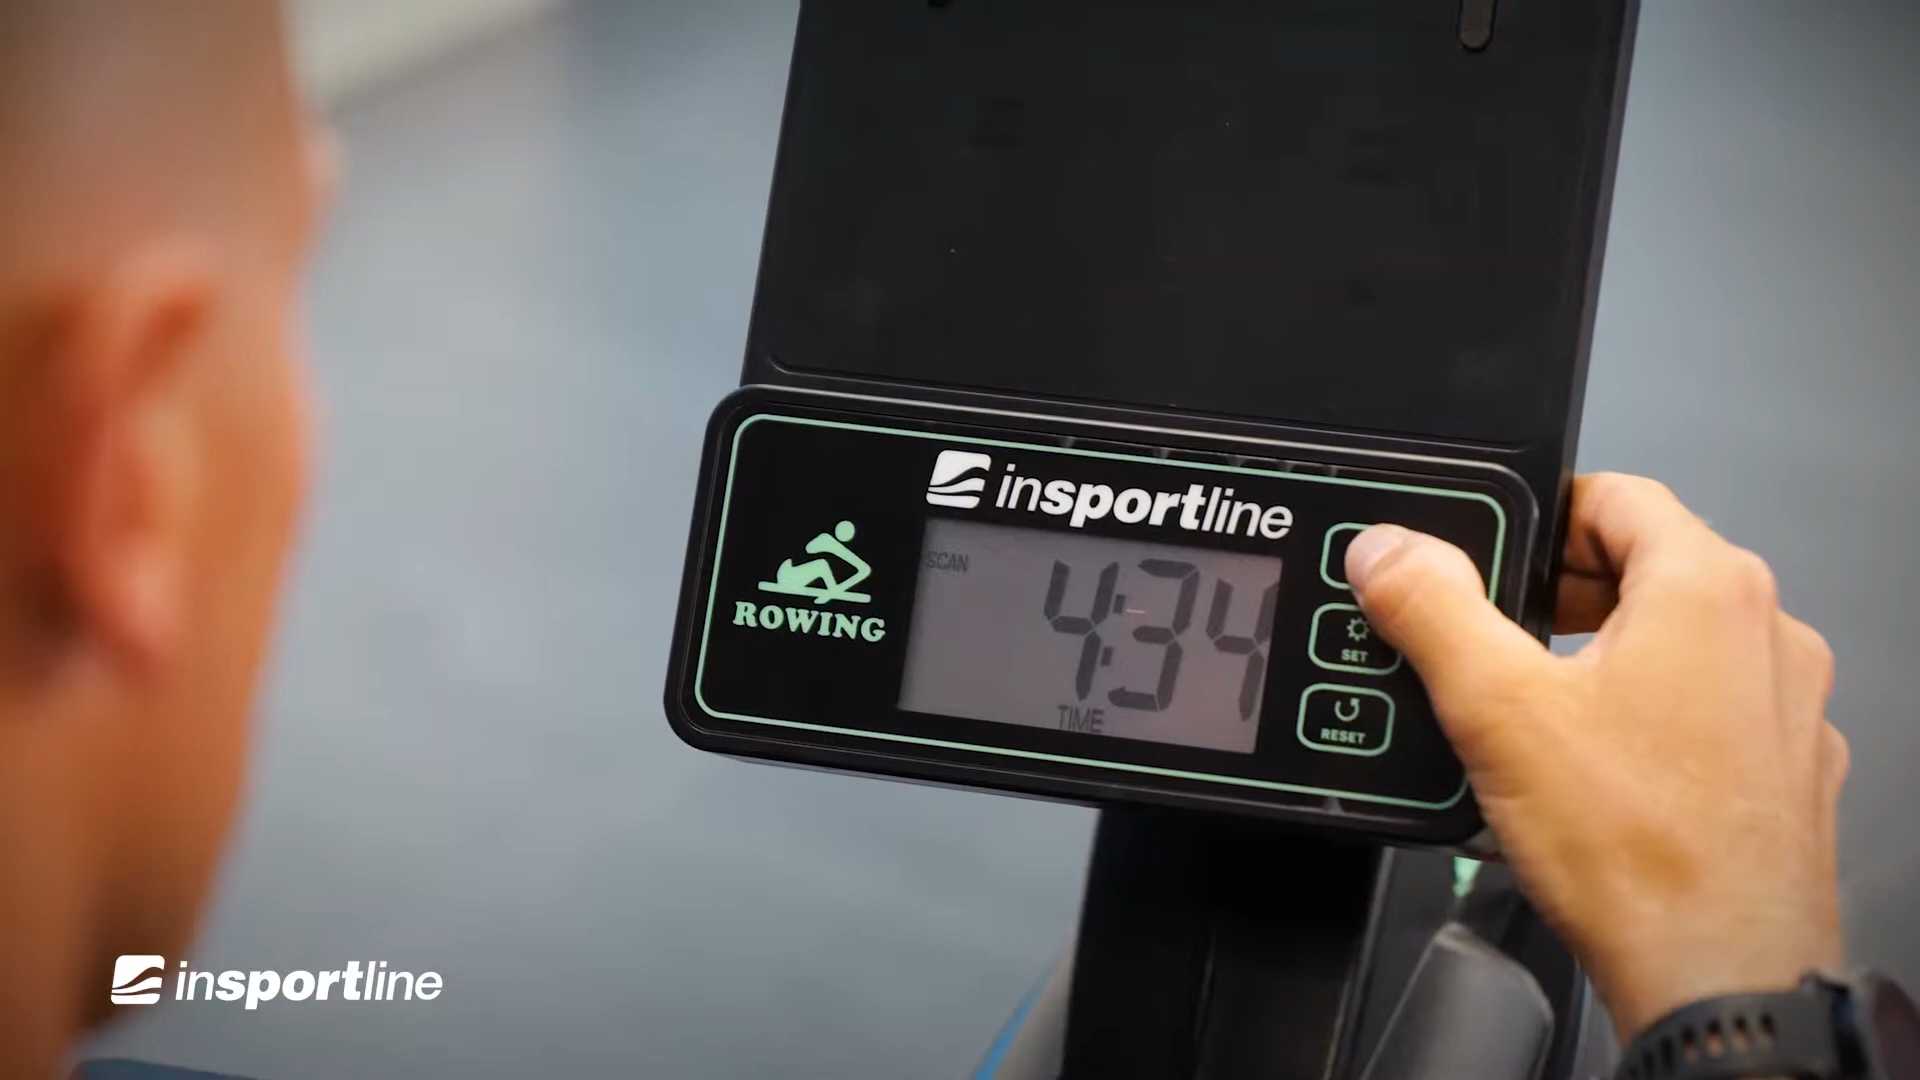 insportline
SCAN
4:34
TIME
ROWING
SET
RESET
insportline